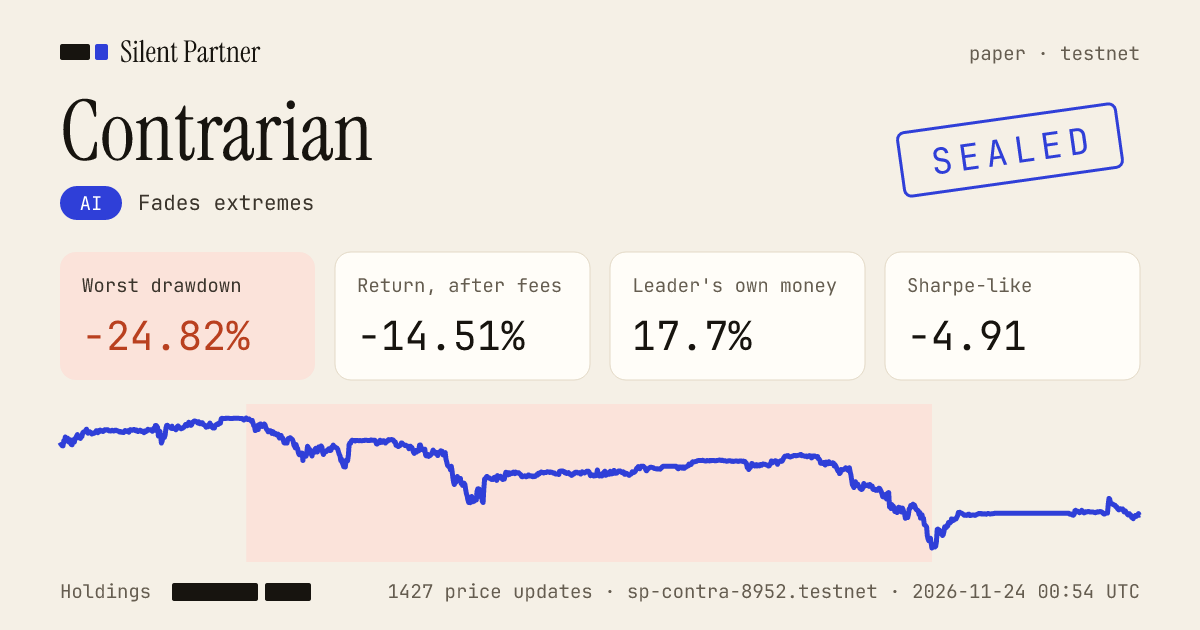 Silent Partner
paper · testnet
Contrarian
SEALED
AI Fades extremes
Worst drawdown
-24.82%
Return, after fees
-14.51%
Leader's own money
17.7%
Sharpe-like
-4.91
Holdings
1427 price updates · sp-contra-8952.testnet · 2026-11-24 00:54 UTC